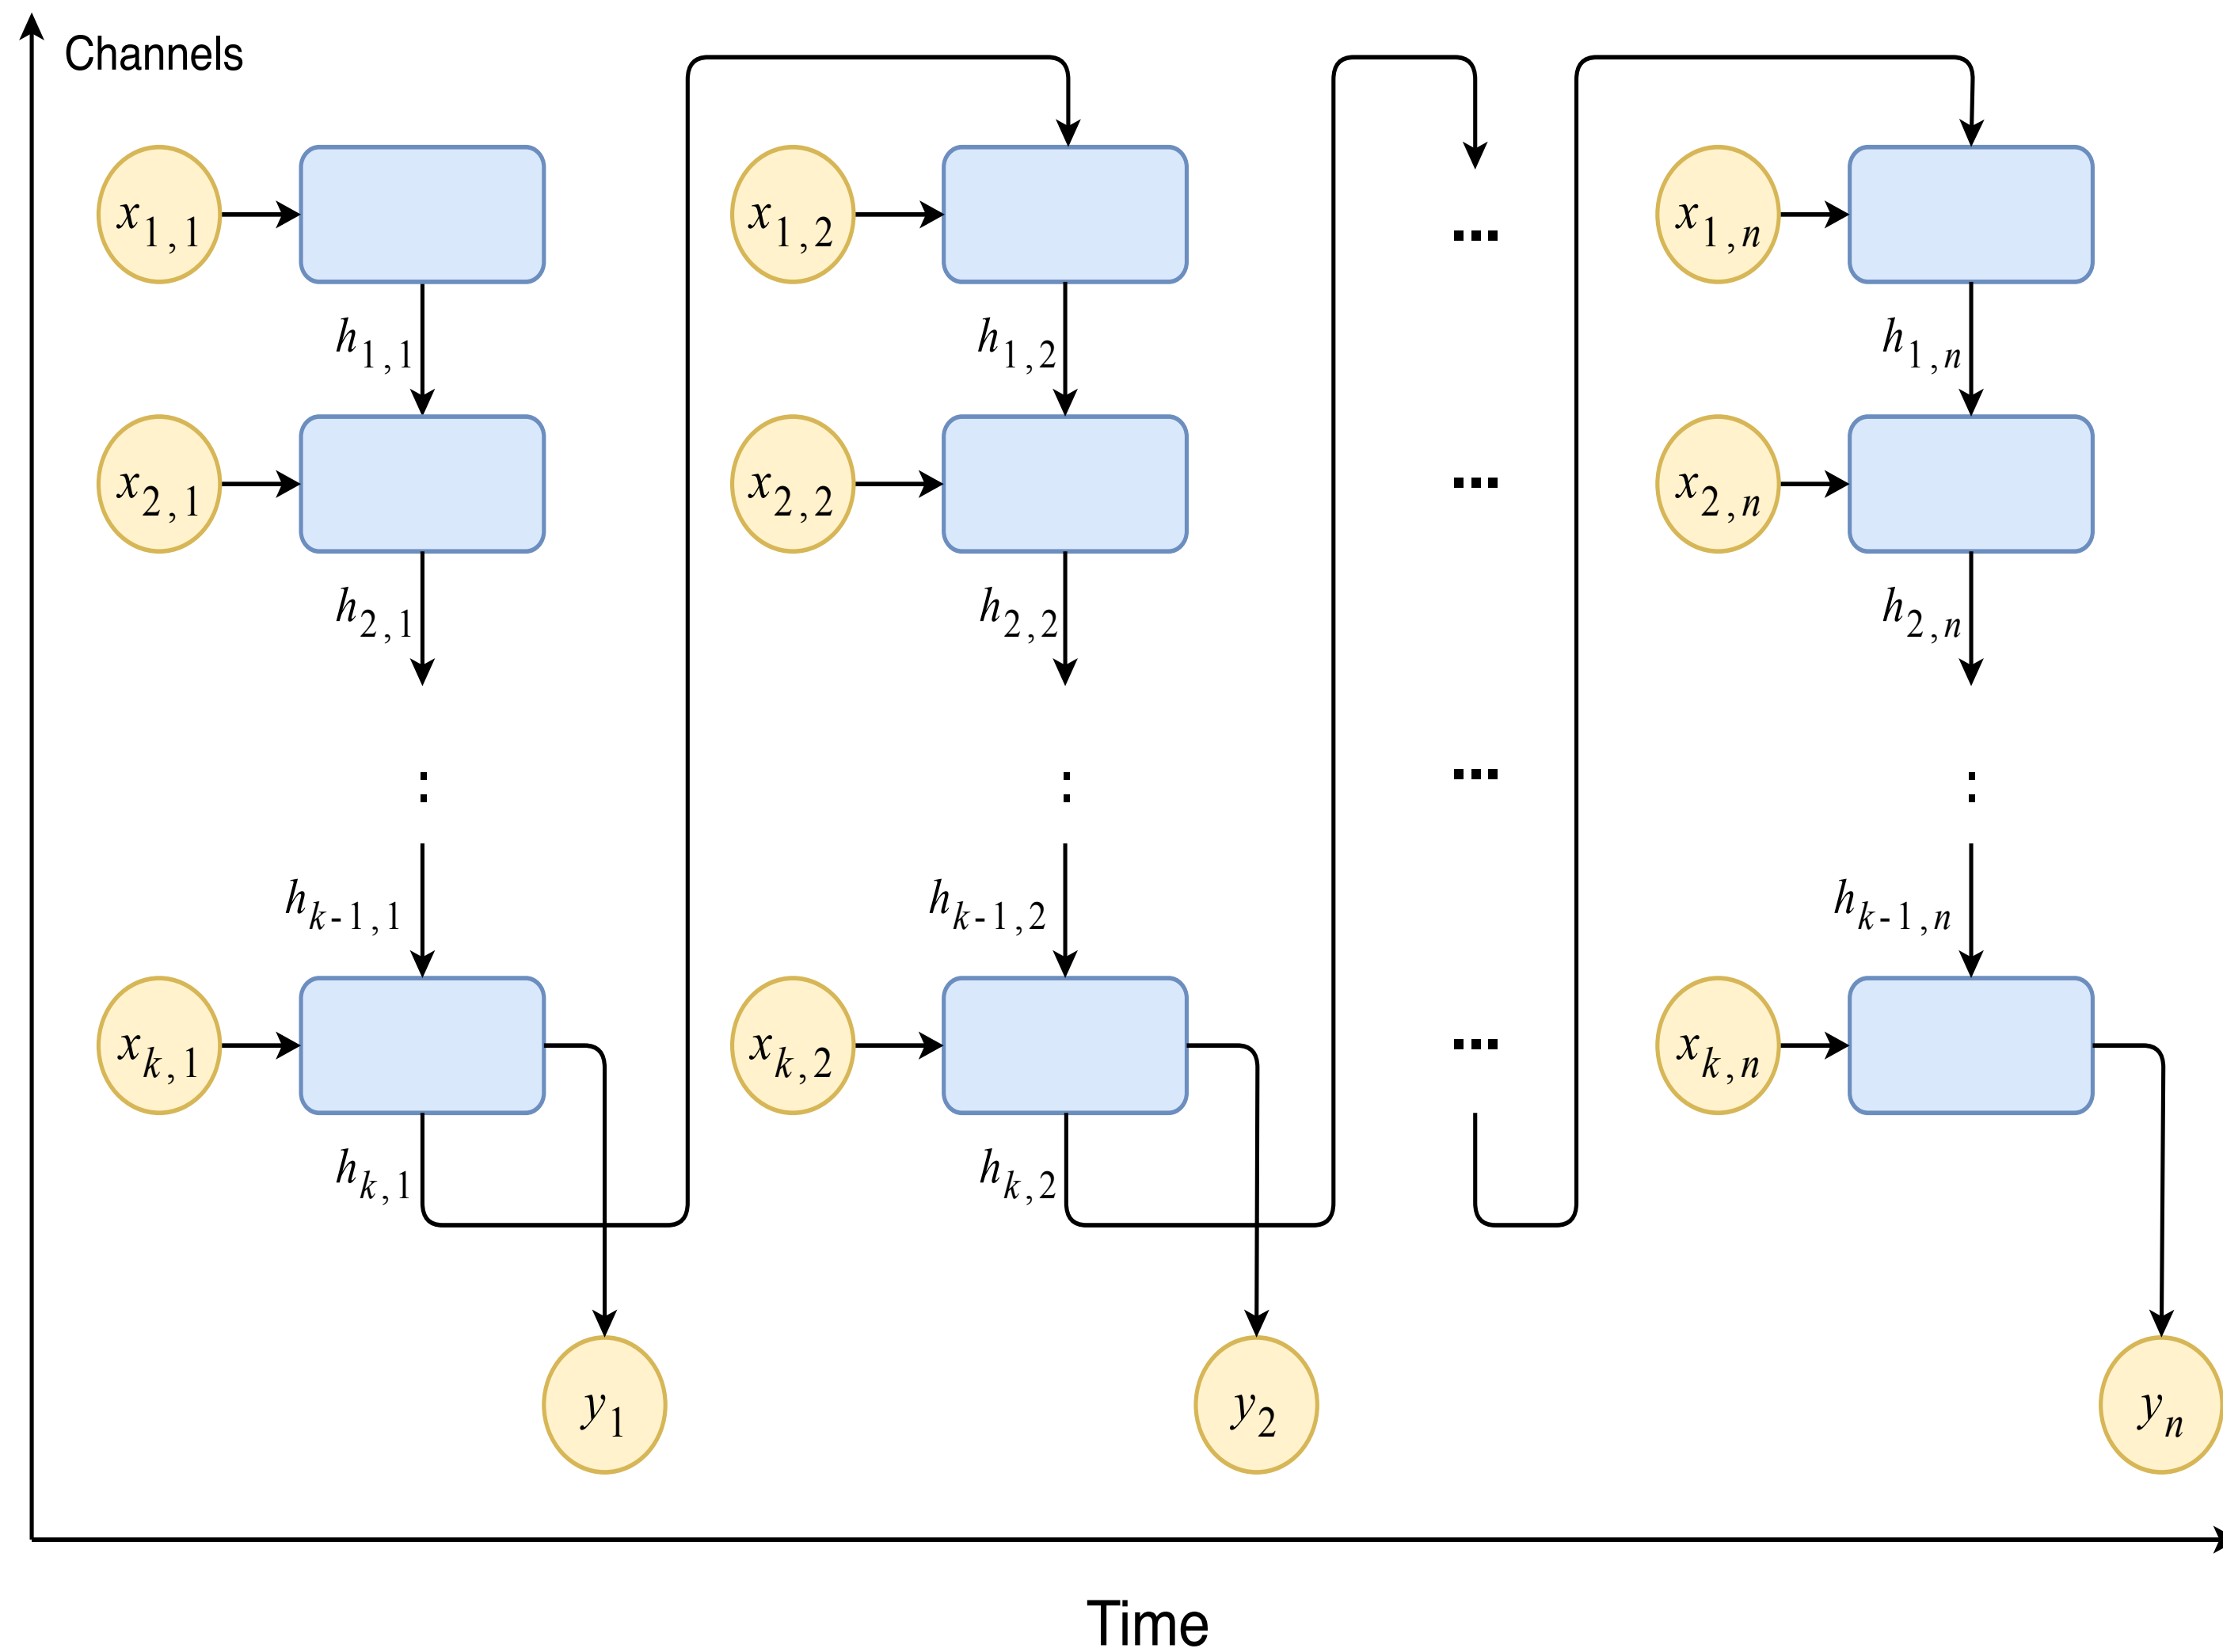 Channels
x1,1 x1,2 ... x1,n
h1,1 h1,2 h1,n
x2,1 x2,2 ... x2,n
h2,1 h2,2 h2,n
: : ... :
hk-1,1 hk-1,2 hk-1,n
xk,1 xk,2 ... xk,n
hk,1 hk,2
y1 y2 yn
Time